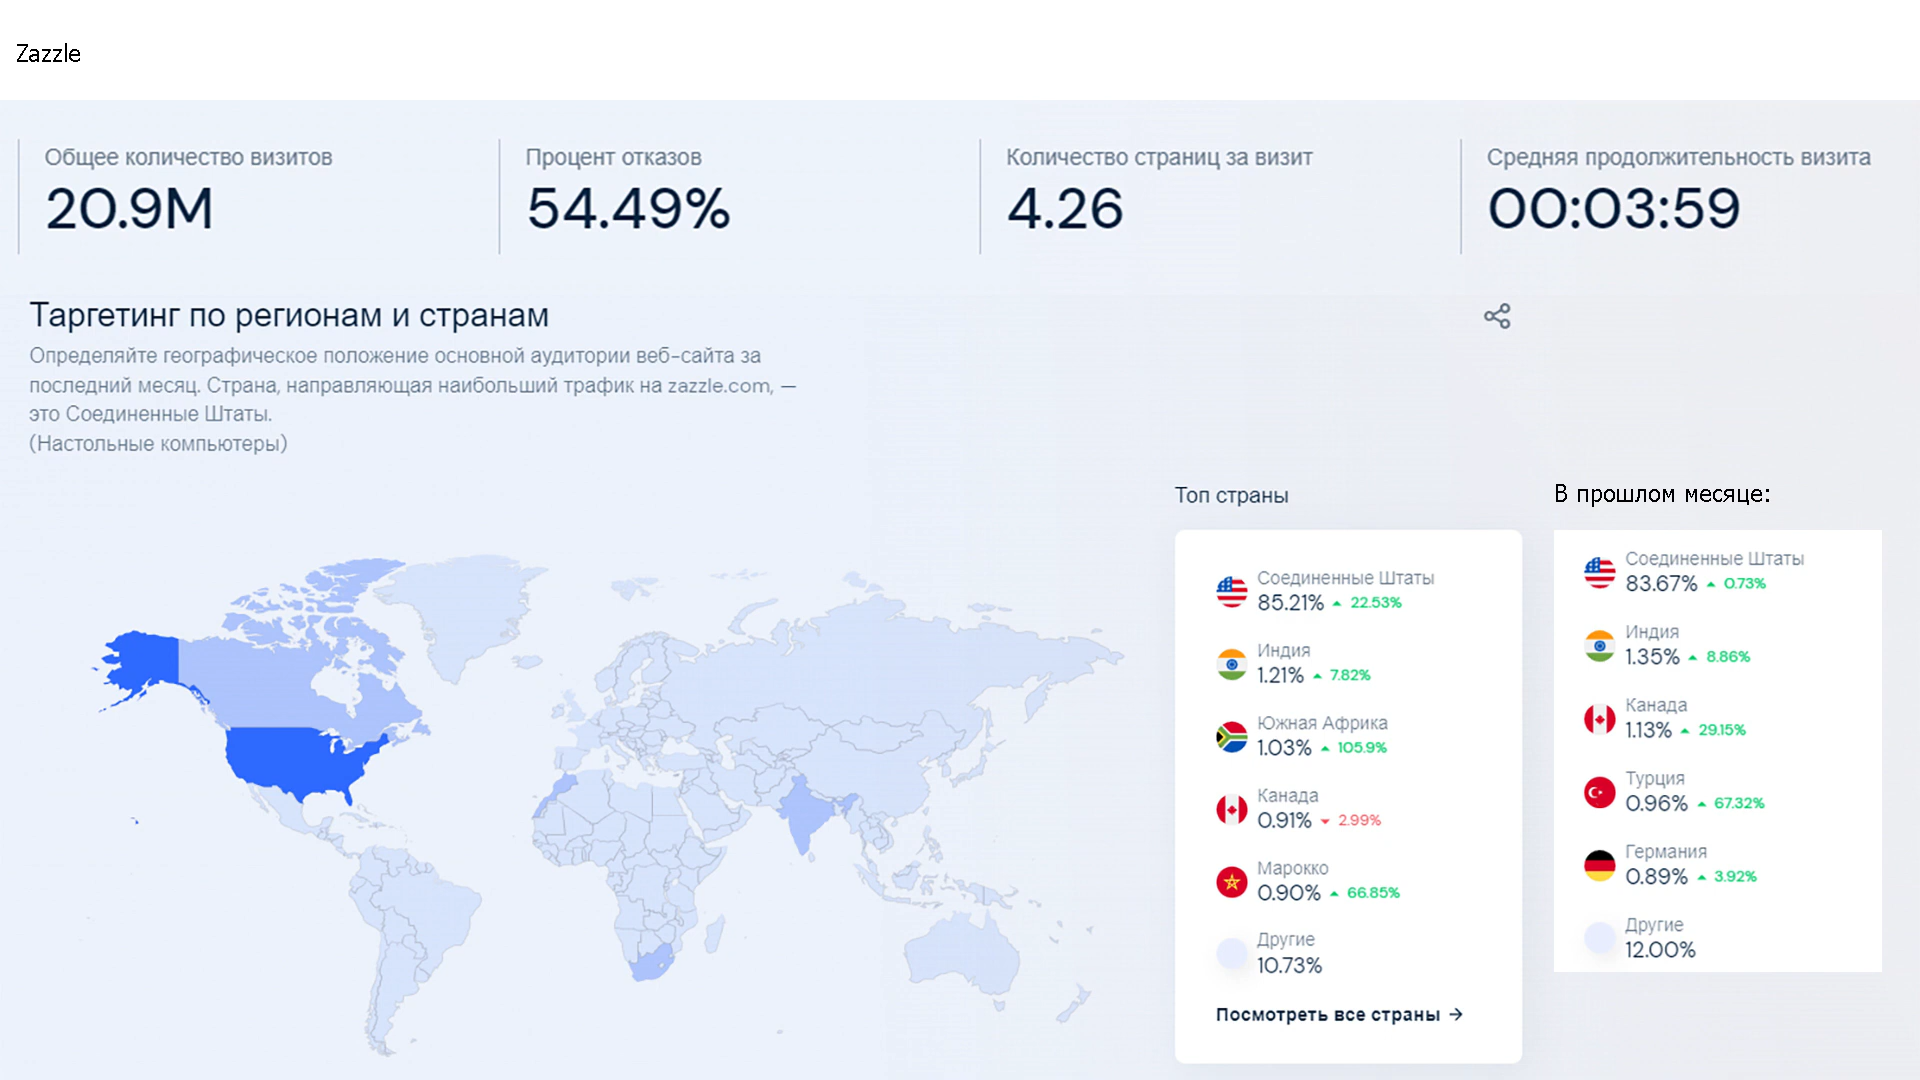 Zazzle
Общее количество визитов
20.9M
Процент отказов
54.49%
Количество страниц за визит
4.26
Средняя продолжительность визита
00:03:59
Таргетинг по регионам и странам
Определяйте географическое положение основной аудитории веб-сайта за
последний месяц. Страна, направляющая наибольший трафик на zazzle.com, —
это Соединенные Штаты.
(Настольные компьютеры)
Топ страны
Соединенные Штаты
85.21% ▲ 22.53%
Индия
1.21% ▲ 7.82%
Южная Африка
1.03% ▲ 105.9%
Канада
0.91% ▼ 2.99%
Марокко
0.90% ▲ 66.85%
Другие
10.73%
Посмотреть все страны →
В прошлом месяце:
Соединенные Штаты
83.67% ▲ 0.73%
Индия
1.35% ▲ 8.86%
Канада
1.13% ▲ 29.15%
Турция
0.96% ▲ 67.32%
Германия
0.89% ▲ 3.92%
Другие
12.00%